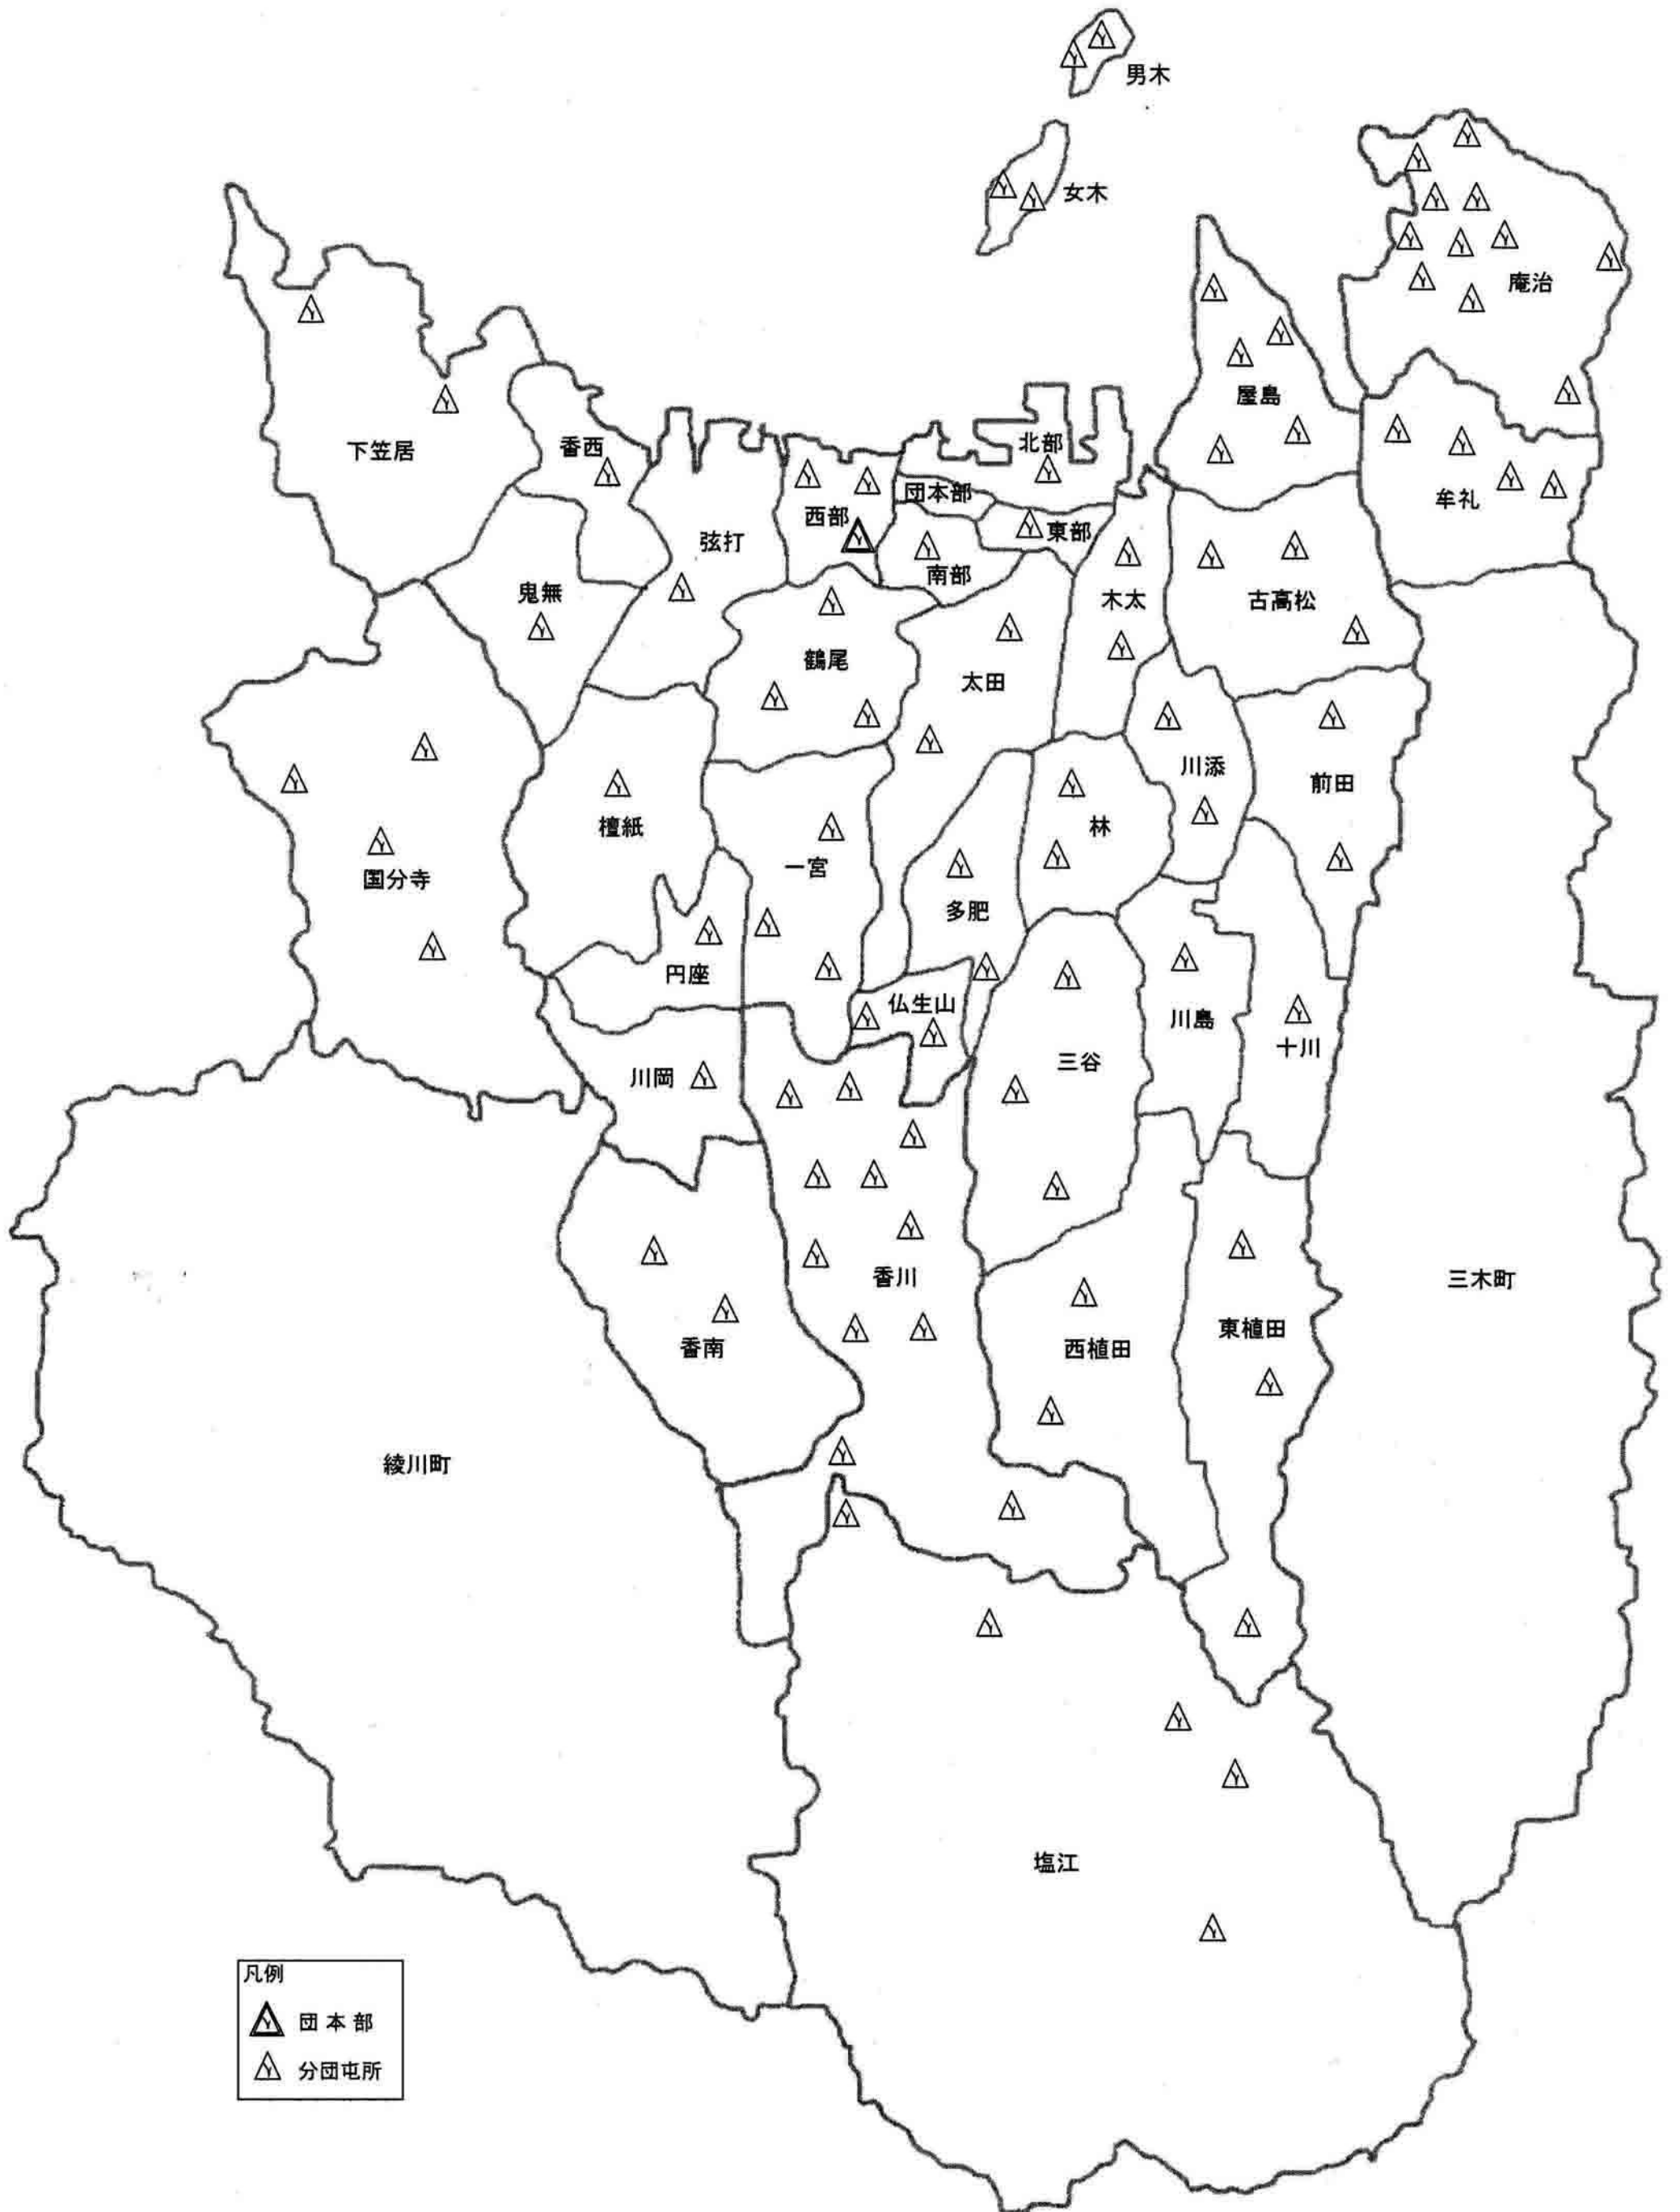 男木
女木
庵治
屋島
下笠居
香西
北部
団本部
牟礼
西部
東部
弦打
南部
鬼無
木太
古高松
鶴尾
太田
川添
前田
檀紙
林
一宮
国分寺
多肥
円座
仏生山
川島
十川
三谷
川岡
香川
三木町
東植田
香南
西植田
綾川町
塩江
凡例
団本部
分団屯所